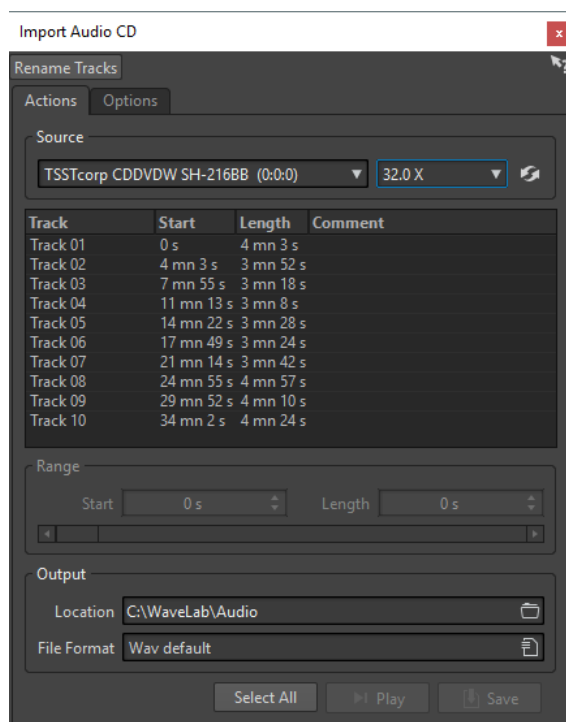 Import Audio CD
x
Rename Tracks
?
Actions Options
Source
TSSTcorp CDDVDW SH-216BB (0:0:0) 32.0 X
Track Start Length Comment
Track 01 0 s 4 mn 3 s
Track 02 4 mn 3 s 3 mn 52 s
Track 03 7 mn 55 s 3 mn 18 s
Track 04 11 mn 13 s 3 mn 8 s
Track 05 14 mn 22 s 3 mn 28 s
Track 06 17 mn 49 s 3 mn 24 s
Track 07 21 mn 14 s 3 mn 42 s
Track 08 24 mn 55 s 4 mn 57 s
Track 09 29 mn 52 s 4 mn 10 s
Track 10 34 mn 2 s 4 mn 24 s
Range
Start 0 s Length 0 s
Output
Location C:\WaveLab\Audio
File Format Wav default
Select All Play Save